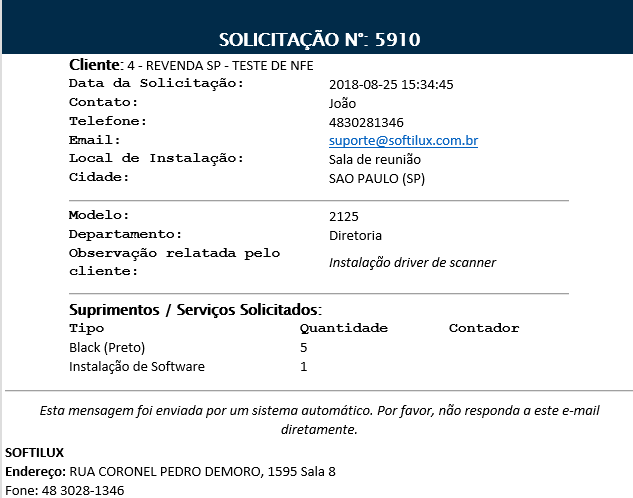 SOLICITAÇÃO N°: 5910
Cliente: 4 - REVENDA SP - TESTE DE NFE
Data da Solicitação: 2018-08-25 15:34:45
Contato: João
Telefone: 4830281346
Email: suporte@softilux.com.br
Local de Instalação: Sala de reunião
Cidade: SAO PAULO (SP)
Modelo: 2125
Departamento: Diretoria
Observação relatada pelo
cliente: Instalação driver de scanner
Suprimentos / Serviços Solicitados:
Tipo Quantidade Contador
Black (Preto) 5
Instalação de Software 1
Esta mensagem foi enviada por um sistema automático. Por favor, não responda a este e-mail
diretamente.
SOFTILUX
Endereço: RUA CORONEL PEDRO DEMORO, 1595 Sala 8
Fone: 48 3028-1346